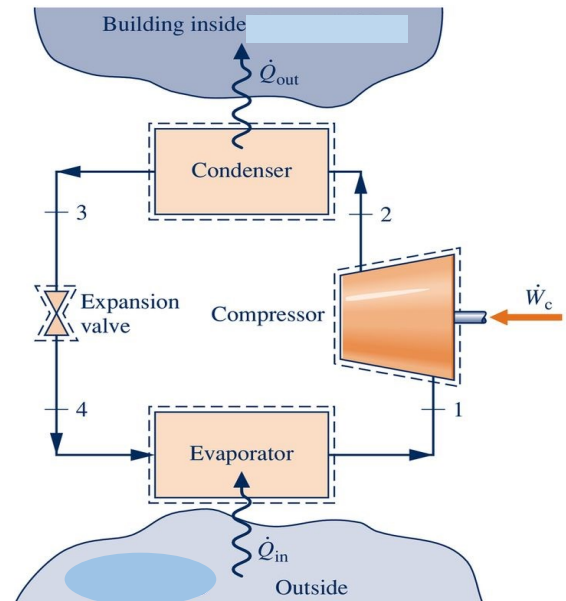 Building inside
Q̇out
Condenser
3
2
Expansion
valve
Compressor
Ẇc
4
1
Evaporator
Q̇in
Outside